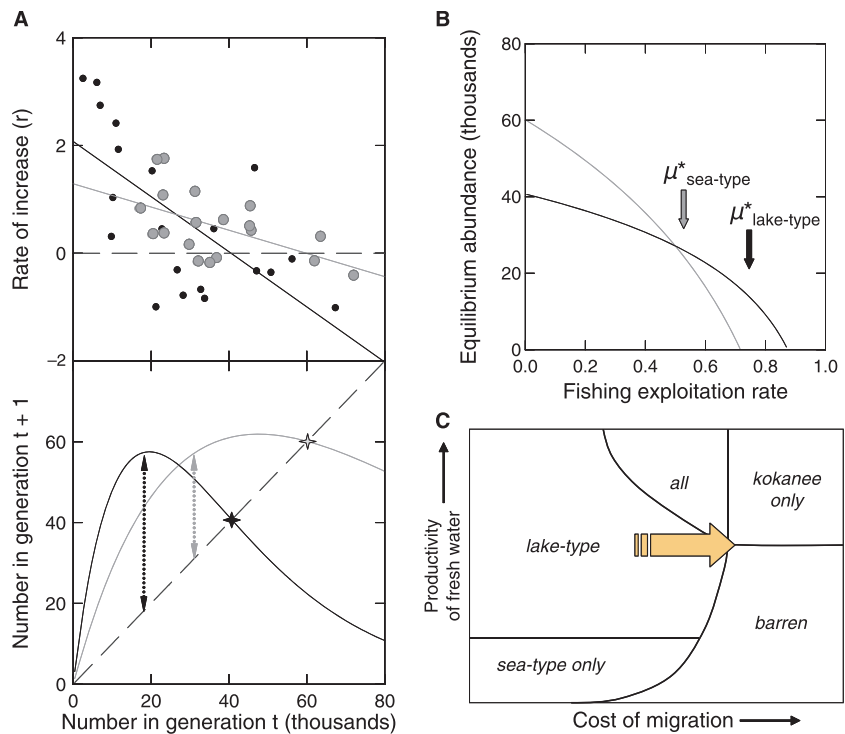 A
4
2
0
−2
Rate of increase (r)
60
40
20
0
Number in generation t + 1
0
20
40
60
80
Number in generation t (thousands)
B
80
60
40
20
0
Equilibrium abundance (thousands)
μ*sea-type
μ*lake-type
0.0
0.2
0.4
0.6
0.8
1.0
Fishing exploitation rate
C
Productivity
of fresh water
all
kokanee
only
lake-type
barren
sea-type only
Cost of migration